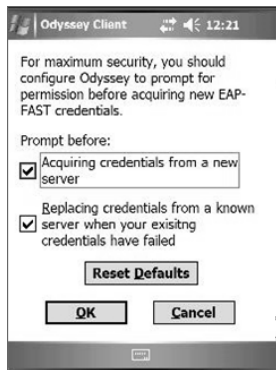 Odyssey Client 12:21
For maximum security, you should
configure Odyssey to prompt for
permission before acquiring new EAP-
FAST credentials.
Prompt before:
Acquiring credentials from a new
server
Replacing credentials from a known
server when your exisitng
credentials have failed
Reset Defaults
OK Cancel